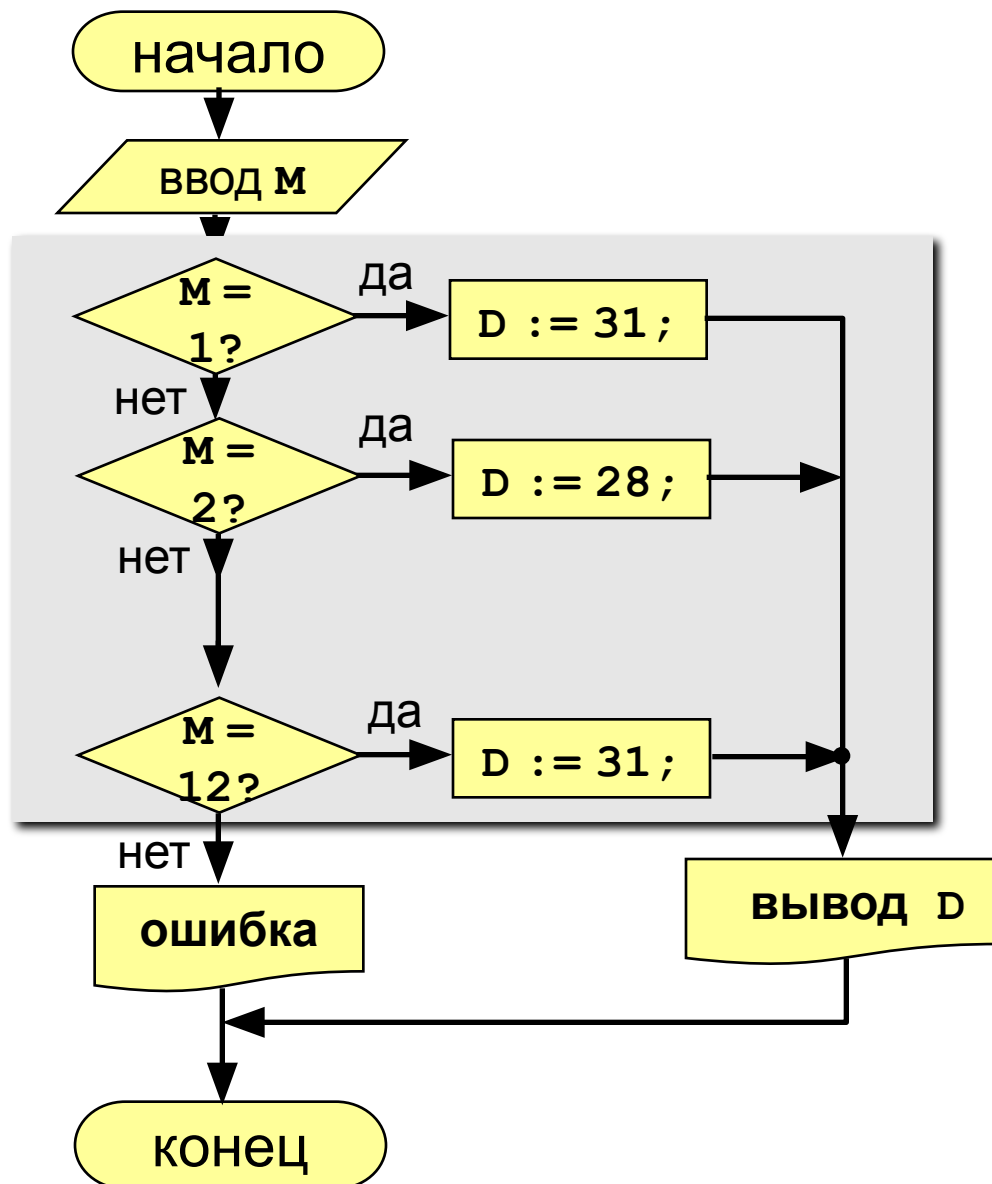 начало
ввод M
M =
1?
да
D := 31;
нет
M =
2?
да
D := 28;
нет
M =
12?
да
D := 31;
нет
ошибка
вывод D
конец